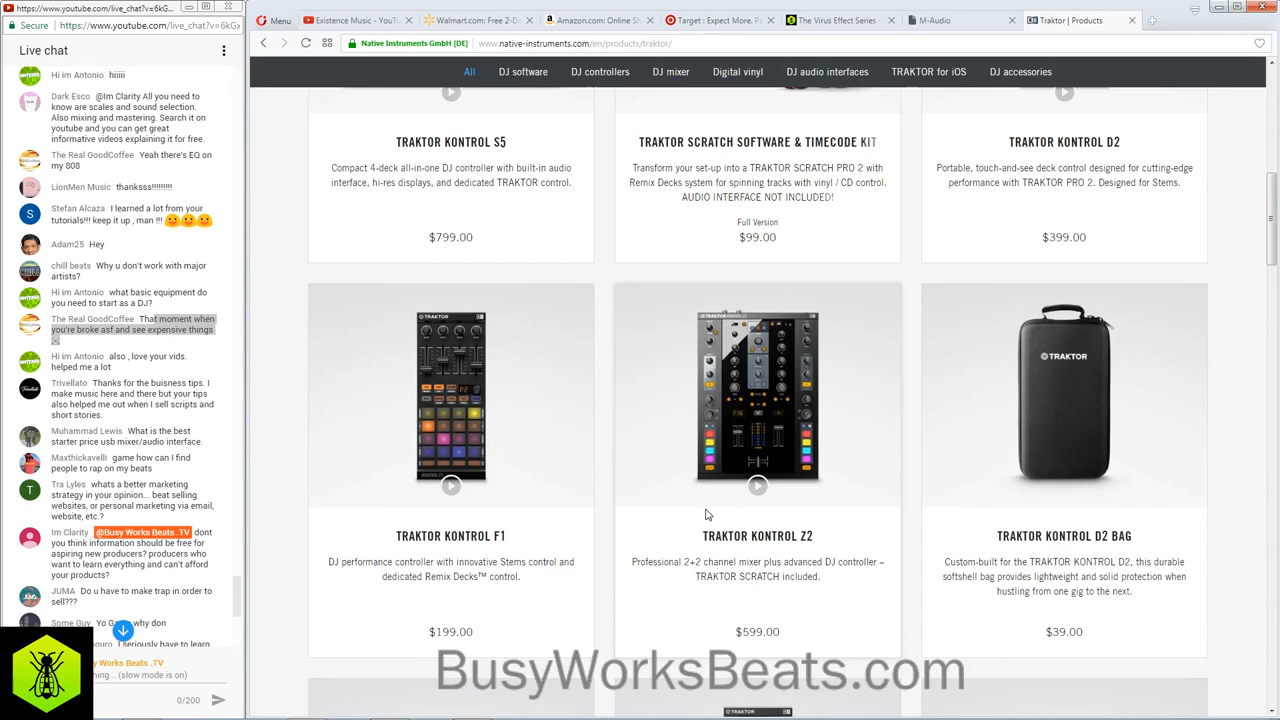 https://www.youtube.com/live_chat?v=6kGx
Secure https://www.youtube.com/live_chat?v=6kG
Live chat
Hi im Antonio hiiiii
Dark Esco @Im Clarity All you need to
know are scales and sound selection.
Also mixing and mastering. Search it on
youtube and you can get great
informative videos explaining it for free.
The Real GoodCoffee Yeah there's EQ on
my 808
LionMen Music thanksss!!!!!!!!!
S
Stefan Alcaza I learned a lot from your
tutorials!!! keep it up , man !!!
Adam25 Hey
chill beats Why u don't work with major
artists?
Hi im Antonio what basic equipment do
you need to start as a DJ?
The Real GoodCoffee That moment when
you're broke asf and see expensive things
;-;
Hi im Antonio also , love your vids.
helped me a lot
Trivellato Thanks for the buisness tips. I
make music here and there but your tips
also helped me out when I sell scripts and
short stories.
Muhammad Lewis What is the best
starter price usb mixer/audio interface.
Maxthickavelli game how can I find
people to rap on my beats
T
Tra Lyles whats a better marketing
strategy in your opinion... beat selling
websites, or personal marketing via email,
website, etc.?
Im Clarity @Busy Works Beats .TV dont
you think information should be free for
aspiring new producers? producers who
want to learn everything and can't afford
your products?
JUMA Do you have to make trap in order to
sell???
Some Guy Yo Ga why don
I seriously have to learn
y Works Beats .TV
hing... (slow mode is on)
0/200
Menu
Existence Music - YouT
Walmart.com: Free 2-D
Amazon.com: Online Sh
Target : Expect More. Pa
The Virus Effect Serie
M-Audio
Traktor | Products
Native Instruments GmbH [DE] www.native-instruments.com/en/products/traktor/
All DJ software DJ controllers DJ mixer Digital vinyl DJ audio interfaces TRAKTOR for iOS DJ accessories
TRAKTOR KONTROL S5
Compact 4-deck all-in-one DJ controller with built-in audio
interface, hi-res displays, and dedicated TRAKTOR control.
$799.00
TRAKTOR SCRATCH SOFTWARE & TIMECODE KIT
Transform your set-up into a TRAKTOR SCRATCH PRO 2 with
Remix Decks system for spinning tracks with vinyl / CD control.
AUDIO INTERFACE NOT INCLUDED!
Full Version
$99.00
TRAKTOR KONTROL D2
Portable, touch-and-see deck control designed for cutting-edge
performance with TRAKTOR PRO 2. Designed for Stems.
$399.00
TRAKTOR KONTROL F1
DJ performance controller with innovative Stems control and
dedicated Remix Decks™ control.
$199.00
TRAKTOR KONTROL Z2
Professional 2+2 channel mixer plus advanced DJ controller –
TRAKTOR SCRATCH included.
$599.00
TRAKTOR
TRAKTOR KONTROL D2 BAG
Custom-built for the TRAKTOR KONTROL D2, this durable
softshell bag provides lightweight and solid protection when
hustling from one gig to the next.
$39.00
BusyWorksBeats.com